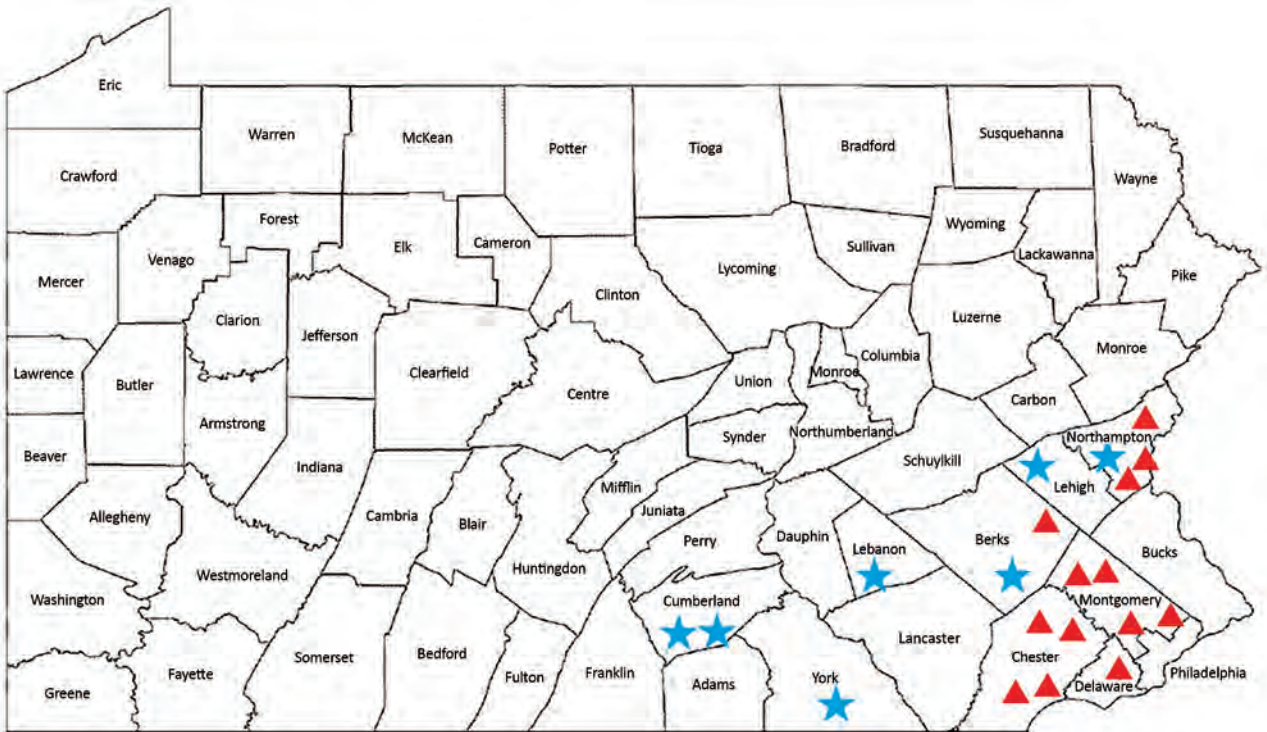 Eric
Warren
McKean
Potter
Tioga
Bradford
Susquehanna
Wayne
Crawford
Forest
Elk
Cameron
Wyoming
Sullivan
Lackawanna
Venago
Lycoming
Mercer
Pike
Clinton
Clarion
Jefferson
Luzerne
Monroe
Columbia
Lawrence
Butler
Clearfield
Monroe
Union
Centre
Carbon
Armstrong
Synder
Northumberland
Northampton
Beaver
Indiana
Schuylkill
Lehigh
Mifflin
Juniata
Allegheny
Cambria
Blair
Perry
Dauphin
Lebanon
Berks
Bucks
Westmoreland
Huntingdon
Washington
Cumberland
Montgomery
Lancaster
Somerset
Bedford
Chester
Fayette
Fulton
Franklin
Adams
York
Delaware
Philadelphia
Greene